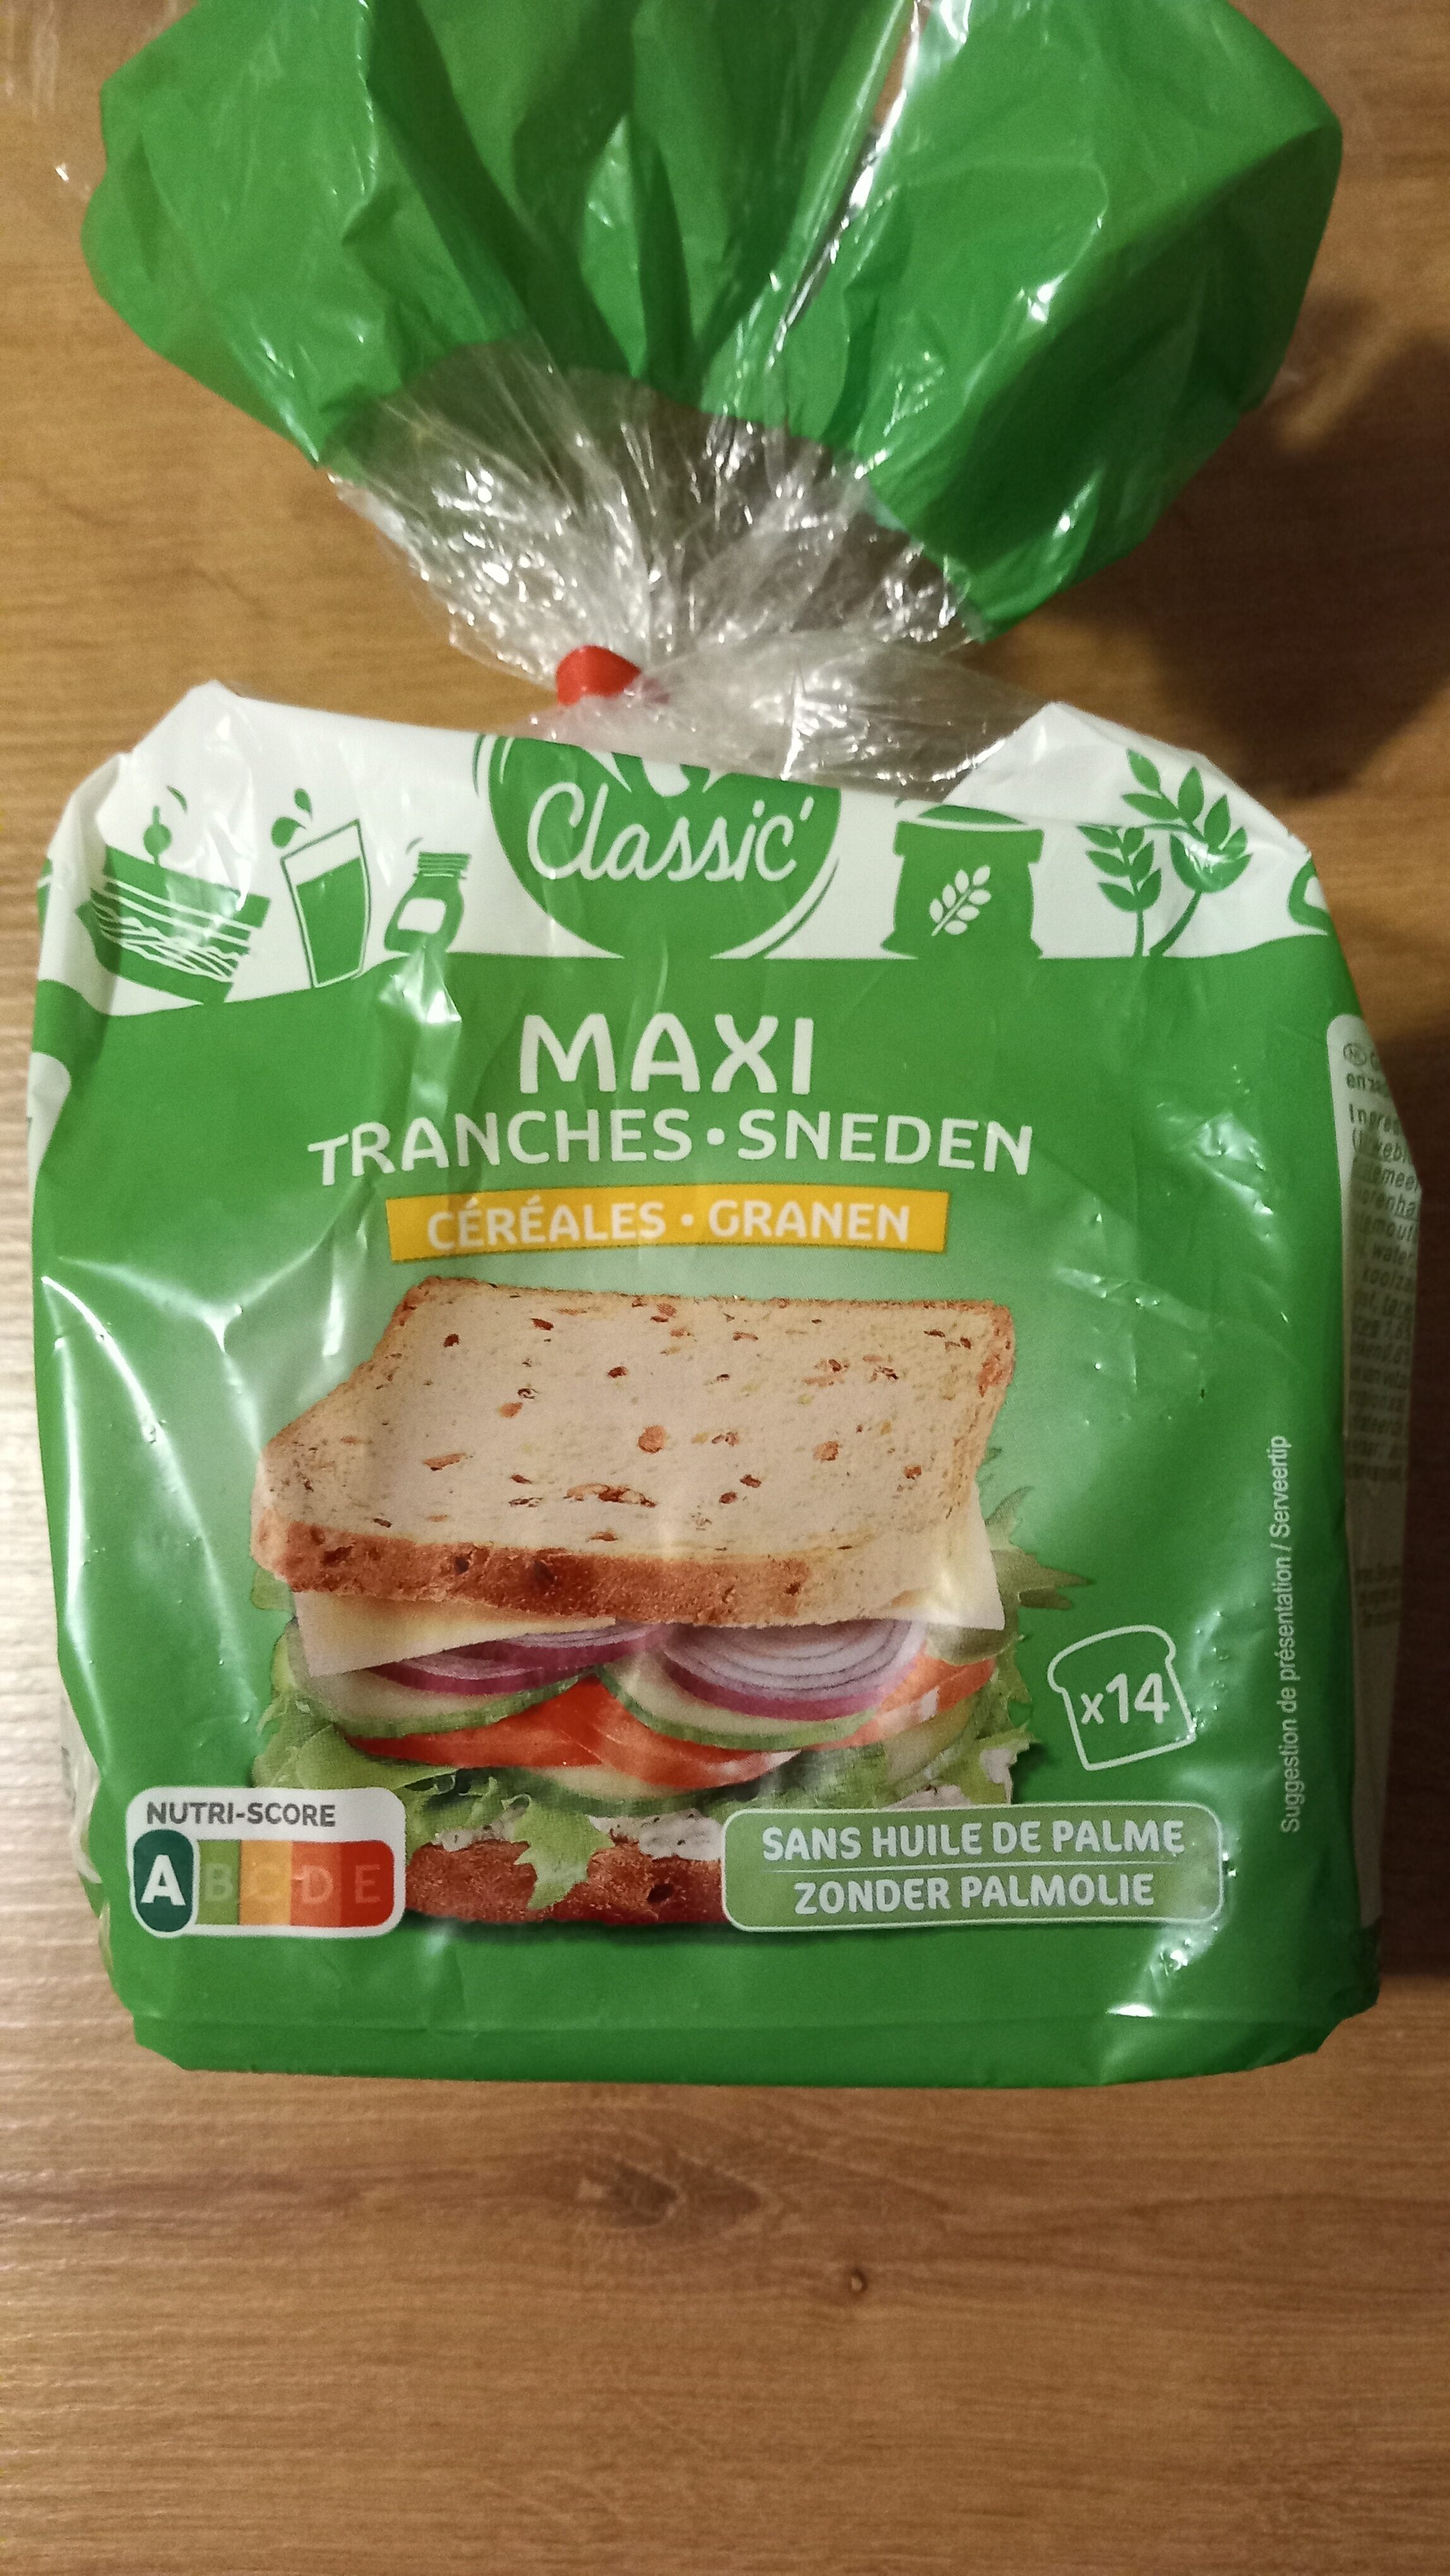 Classic'
MAXI
TRANCHES • SNEDEN
CÉRÉALES • GRANEN
x14
Suggestion de présentation / Serveertip
NUTRI-SCORE
A B C D E
SANS HUILE DE PALME
ZONDER PALMOLIE